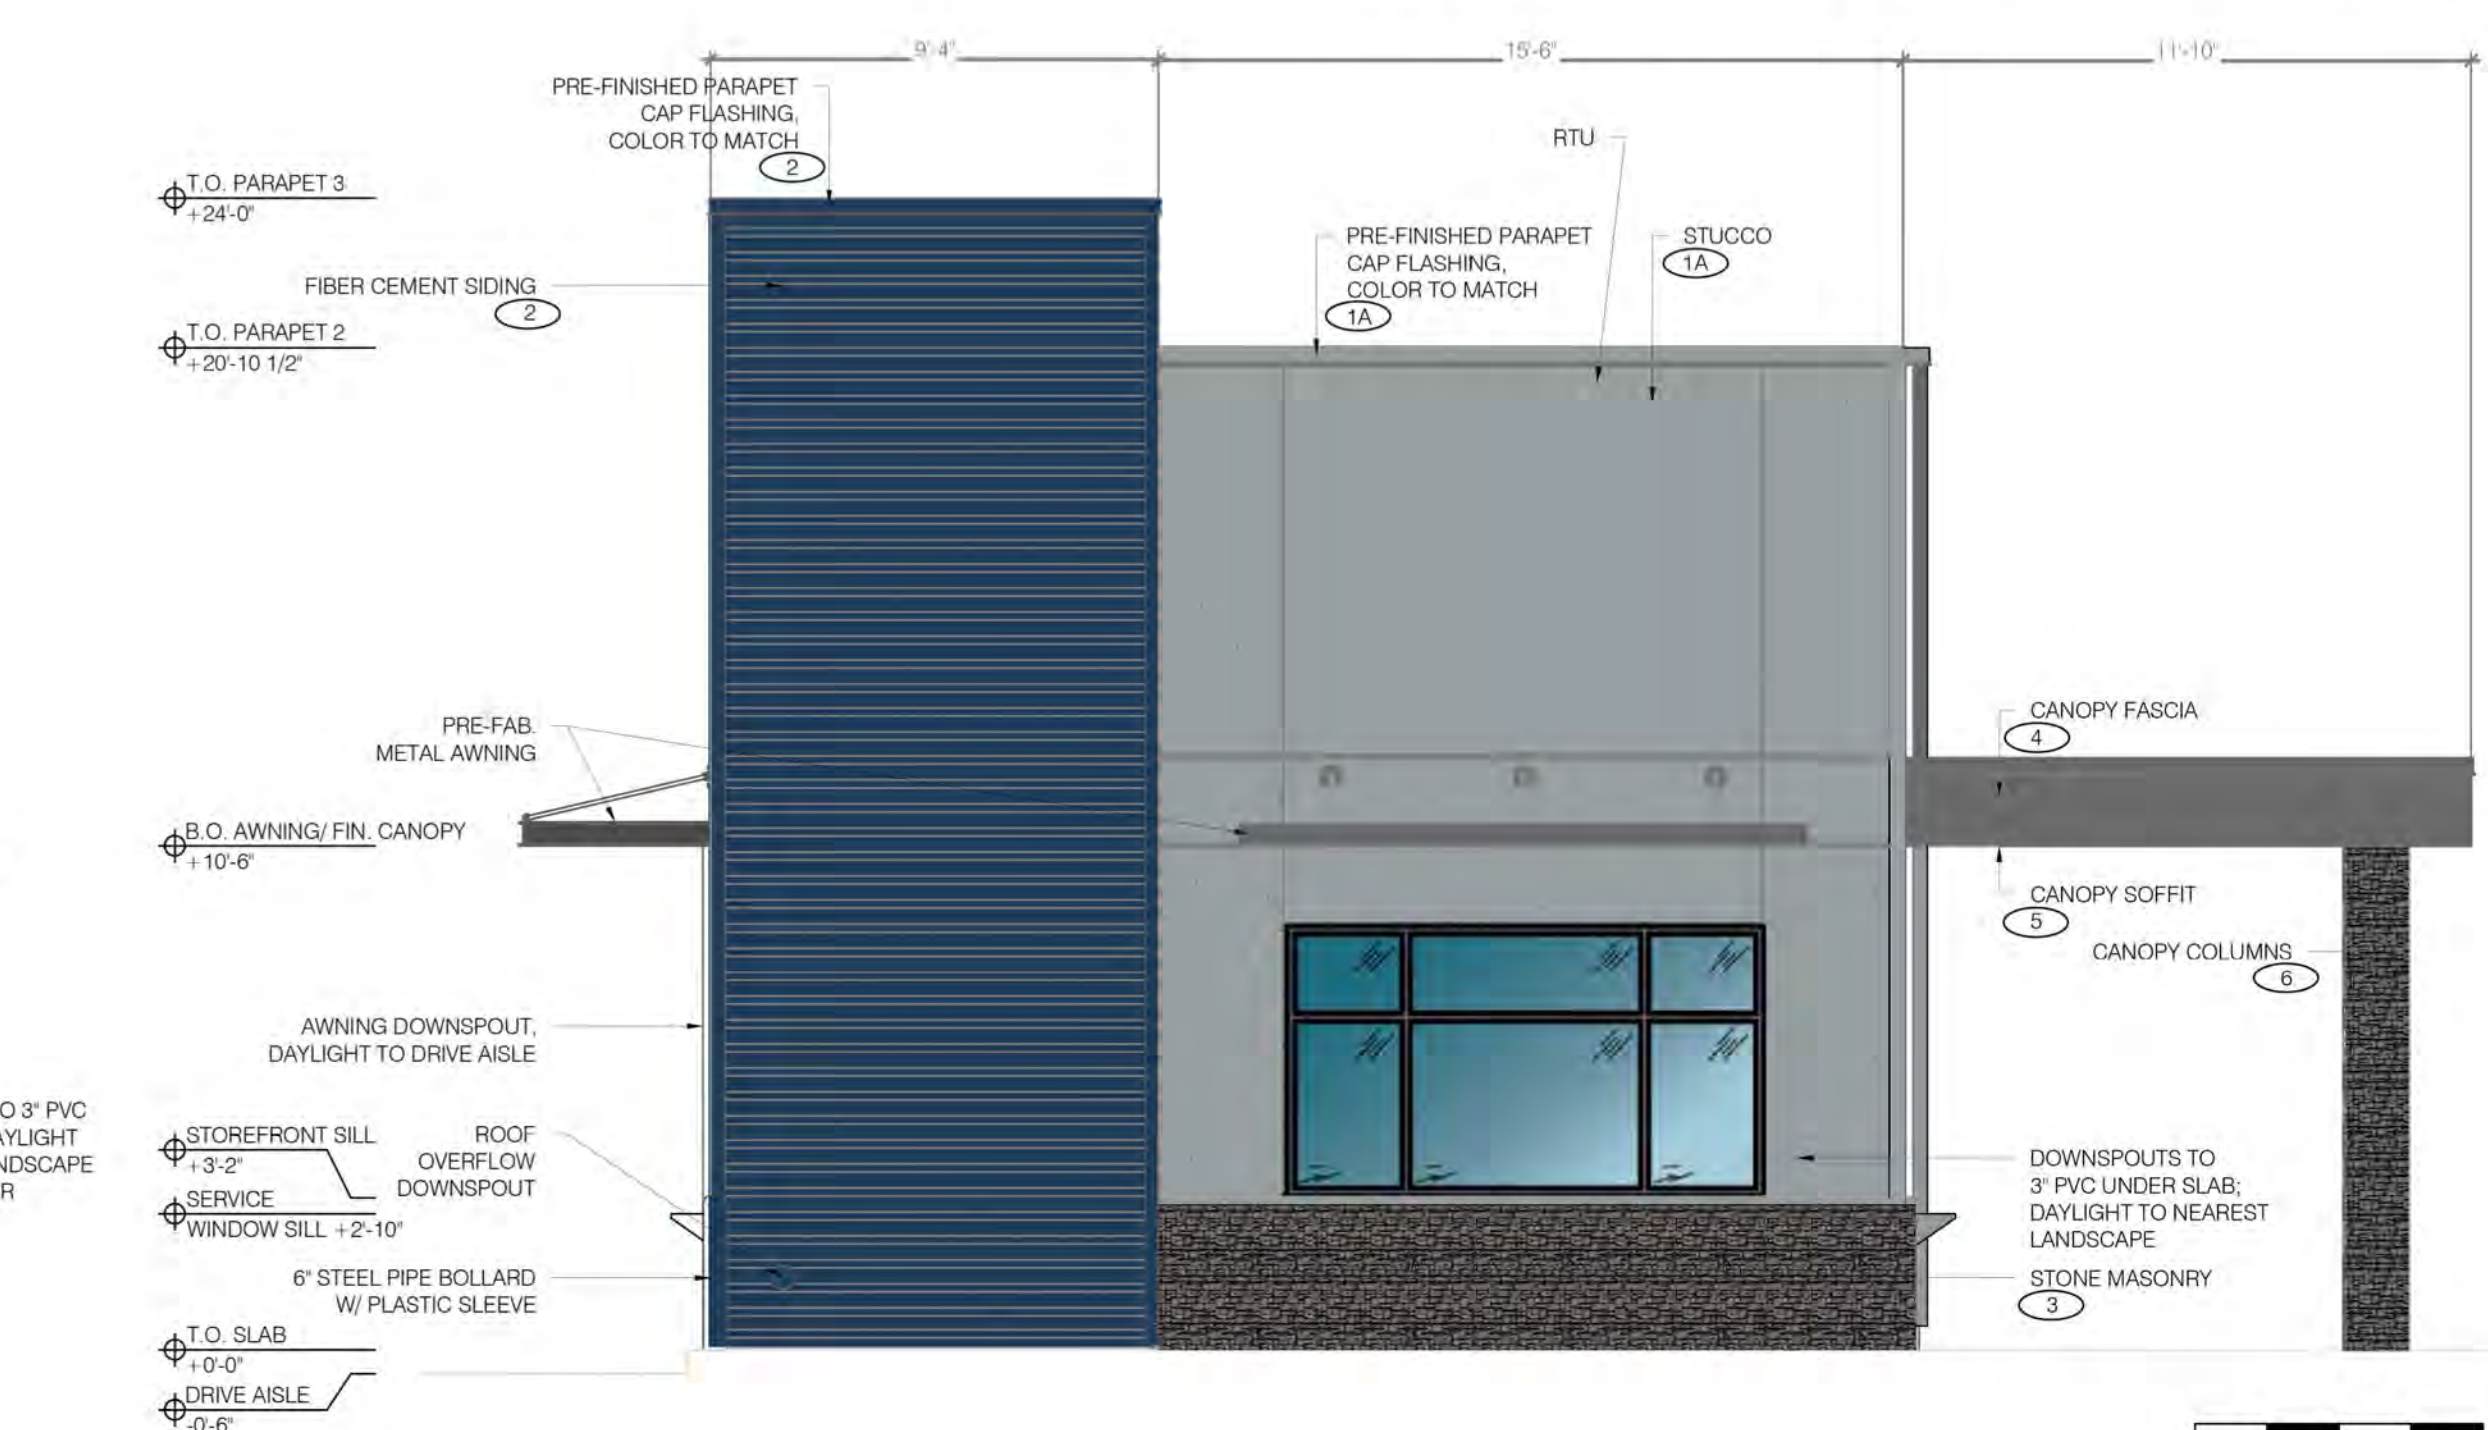 9'-4"
15'-6"
11'-10"
PRE-FINISHED PARAPET
CAP FLASHING,
COLOR TO MATCH
2
RTU
T.O. PARAPET 3
+24'-0"
PRE-FINISHED PARAPET
CAP FLASHING,
COLOR TO MATCH
1A
STUCCO
1A
FIBER CEMENT SIDING
2
T.O. PARAPET 2
+20'-10 1/2"
PRE-FAB.
METAL AWNING
CANOPY FASCIA
4
B.O. AWNING/ FIN. CANOPY
+10'-6"
CANOPY SOFFIT
5
CANOPY COLUMNS
6
AWNING DOWNSPOUT,
DAYLIGHT TO DRIVE AISLE
O 3" PVC
AYLIGHT
NDSCAPE
R
STOREFRONT SILL
+3'-2"
ROOF
OVERFLOW
DOWNSPOUT
SERVICE
WINDOW SILL +2'-10"
DOWNSPOUTS TO
3" PVC UNDER SLAB;
DAYLIGHT TO NEAREST
LANDSCAPE
6" STEEL PIPE BOLLARD
W/ PLASTIC SLEEVE
STONE MASONRY
3
T.O. SLAB
+0'-0"
DRIVE AISLE
-0'-6"